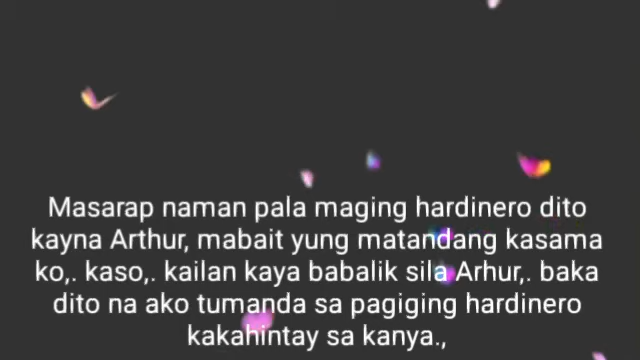 Masarap naman pala maging hardinero dito
kayna Arthur, mabait yung matandang kasama
ko,. kaso,. kailan kaya babalik sila Arhur,. baka
dito na ako tumanda sa pagiging hardinero
kakahintay sa kanya.,